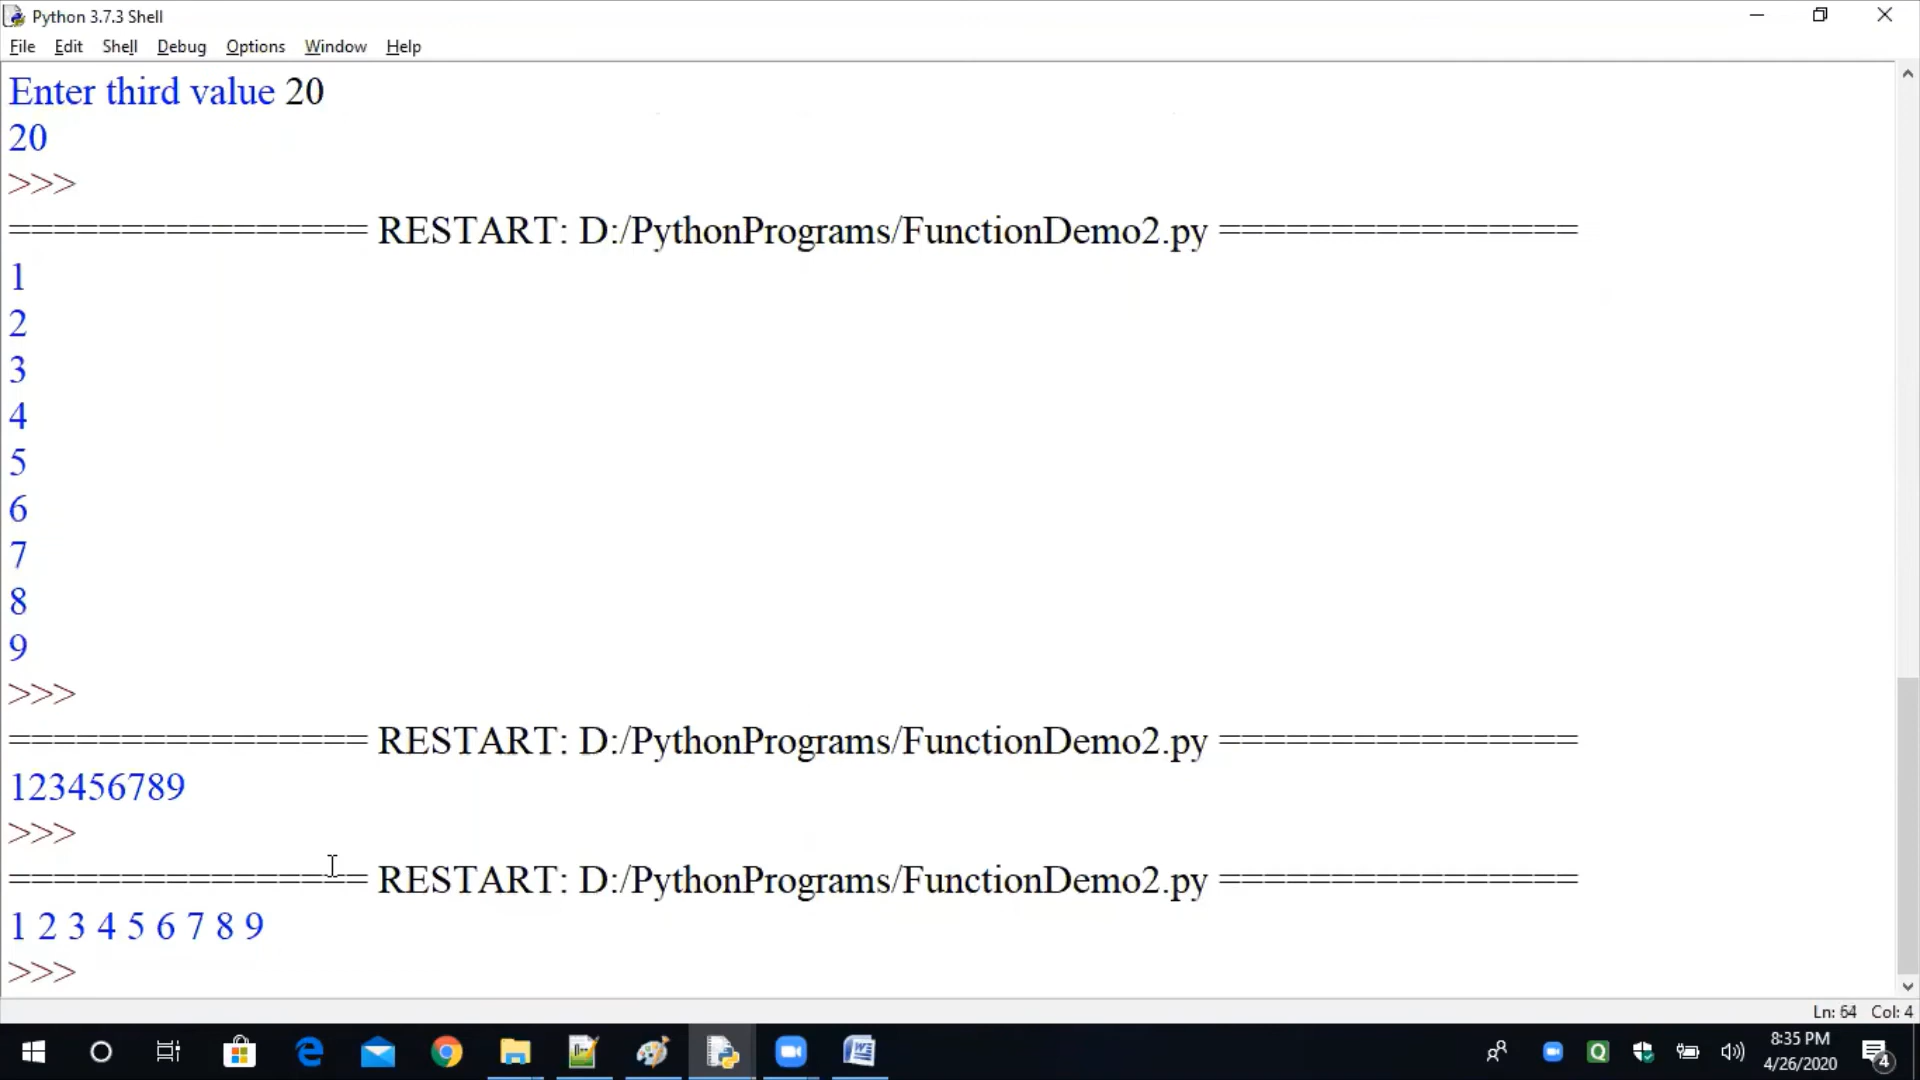 Python 3.7.3 Shell
File Edit Shell Debug Options Window Help
Enter third value 20
20
>>>
================ RESTART: D:/PythonPrograms/FunctionDemo2.py ================
1
2
3
4
5
6
7
8
9
>>>
================ RESTART: D:/PythonPrograms/FunctionDemo2.py ================
123456789
>>>
================ RESTART: D:/PythonPrograms/FunctionDemo2.py ================
1 2 3 4 5 6 7 8 9
>>>
Ln: 64 Col: 4
8:35 PM
4/26/2020
4